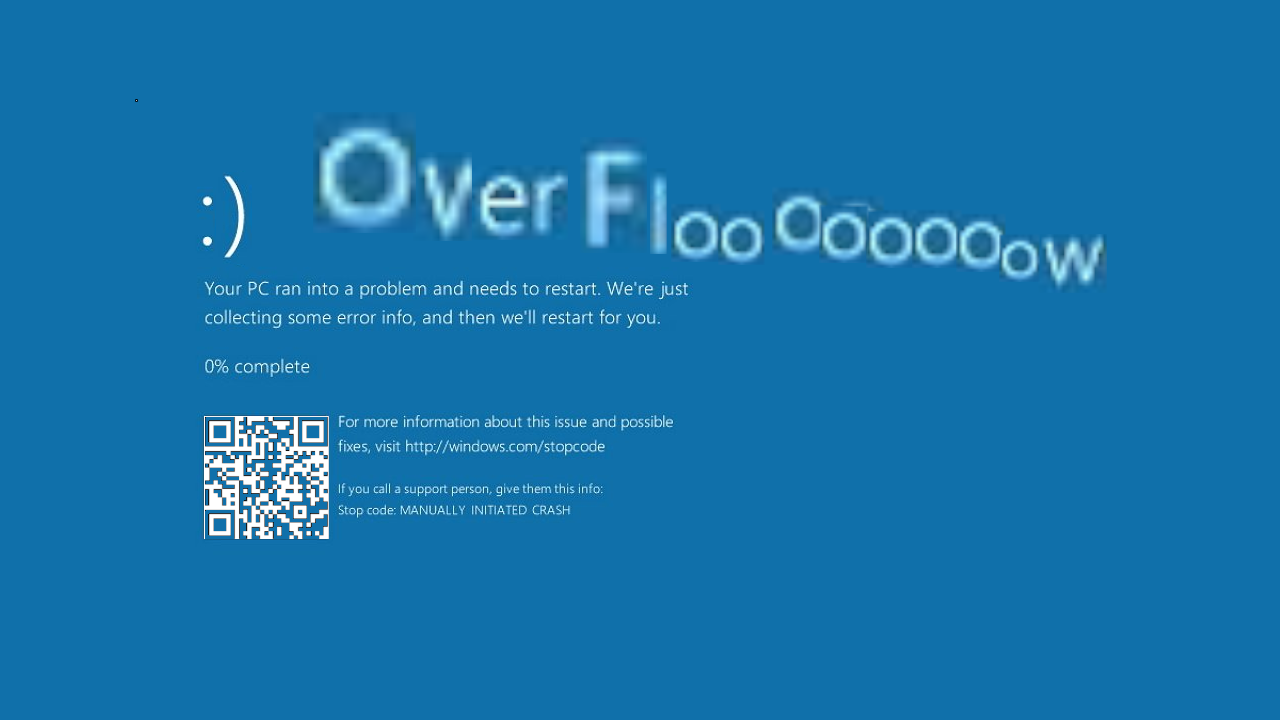 :) Over FlooOoooooow
Your PC ran into a problem and needs to restart. We're just
collecting some error info, and then we'll restart for you.
0% complete
For more information about this issue and possible
fixes, visit http://windows.com/stopcode
If you call a support person, give them this info:
Stop code: MANUALLY INITIATED CRASH